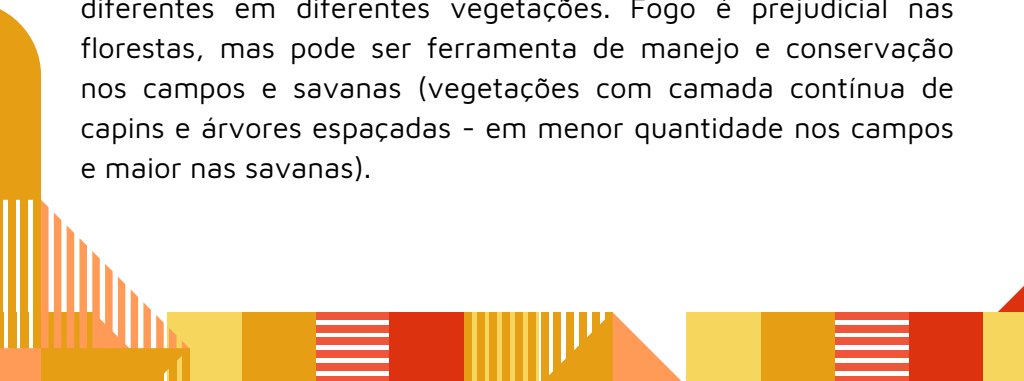 diferentes em diferentes vegetações. Fogo é prejudicial nas
florestas, mas pode ser ferramenta de manejo e conservação
nos campos e savanas (vegetações com camada contínua de
capins e árvores espaçadas - em menor quantidade nos campos
e maior nas savanas).